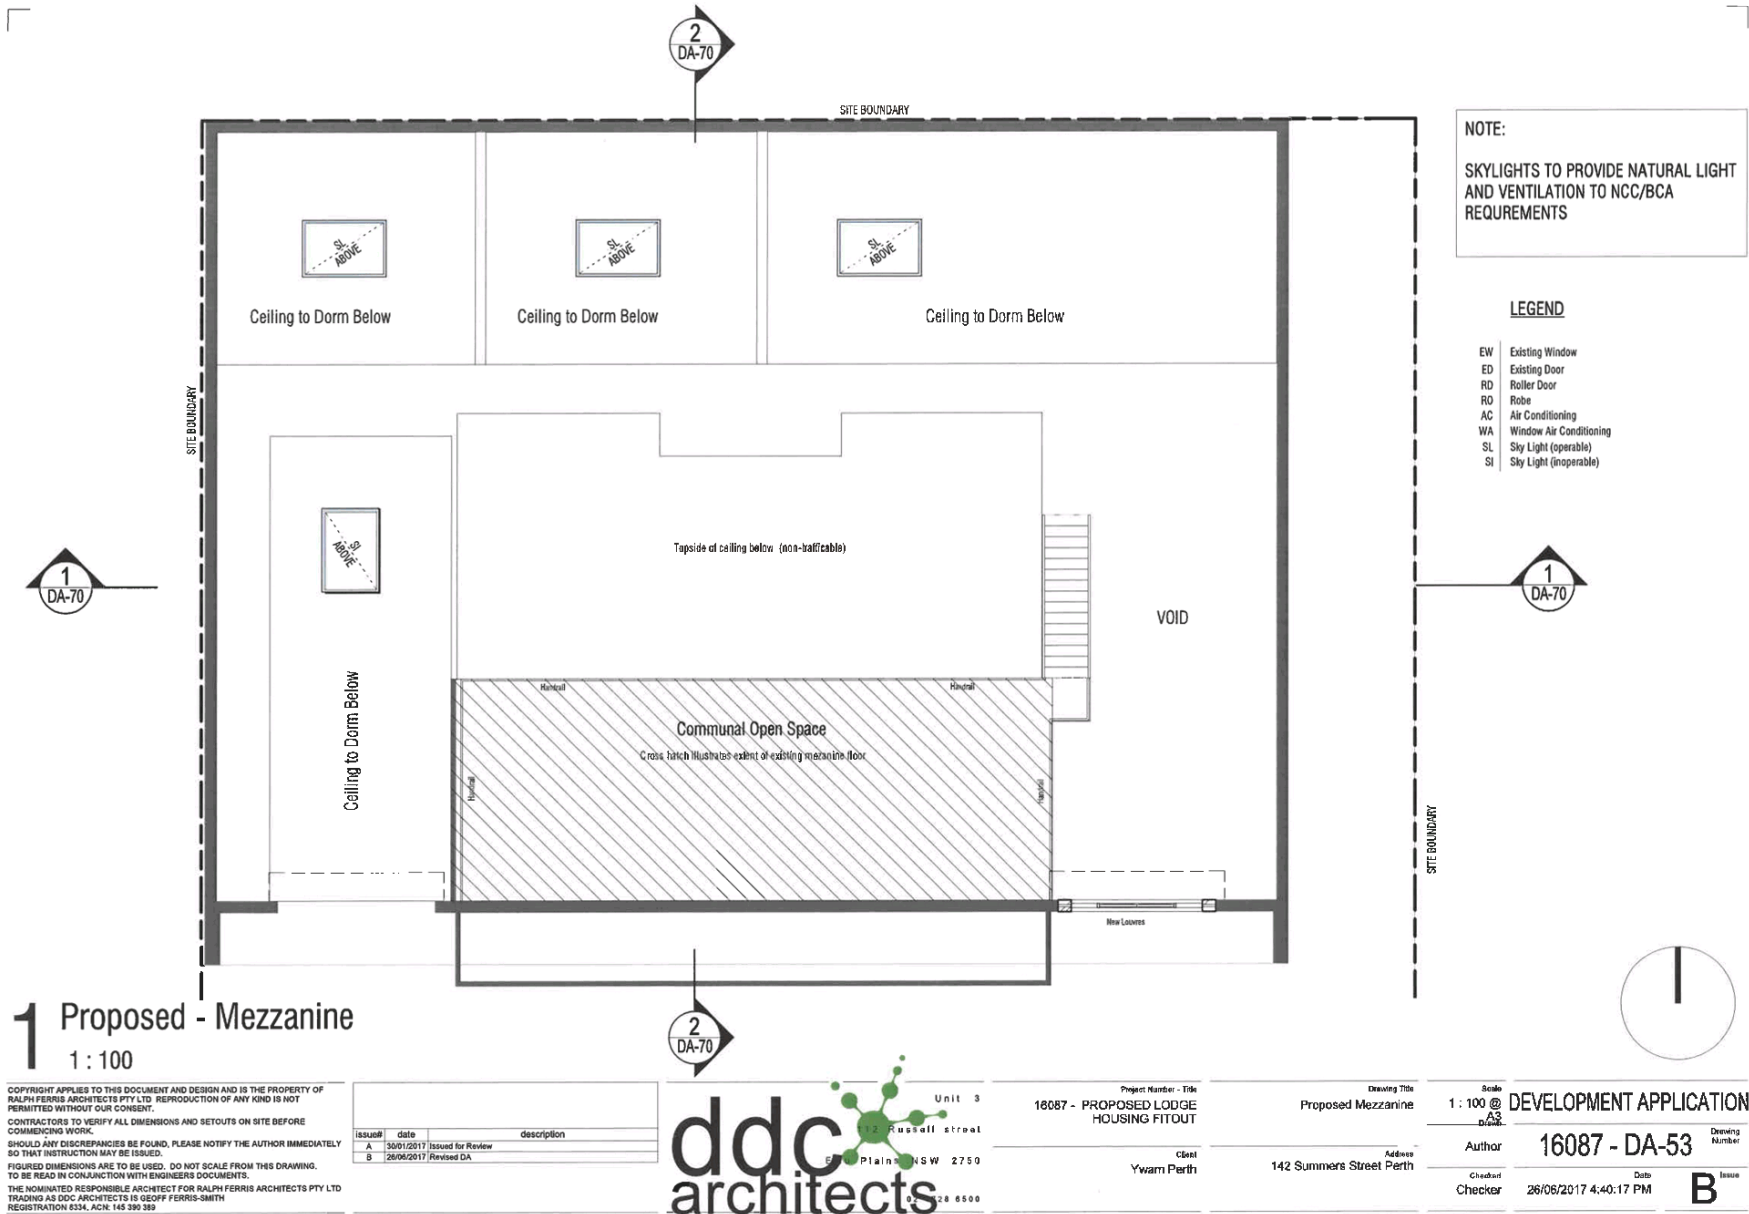 2
DA-70
SITE BOUNDARY
NOTE:
SKYLIGHTS TO PROVIDE NATURAL LIGHT
AND VENTILATION TO NCC/BCA
REQUREMENTS
SL
ABOVE
SL
ABOVE
SL
ABOVE
Ceiling to Dorm Below
Ceiling to Dorm Below
Ceiling to Dorm Below
LEGEND
EW Existing Window
ED Existing Door
RD Roller Door
RO Robe
AC Air Conditioning
WA Window Air Conditioning
SL Sky Light (operable)
SI Sky Light (inoperable)
SITE BOUNDARY
SL
ABOVE
Topside of ceiling below (non-trafficable)
1
DA-70
1
DA-70
VOID
Ceiling to Dorm Below
Handrail
Handrail
Communal Open Space
Cross hatch illustrates extent of existing mezanine floor
Handrail
Handrail
SITE BOUNDARY
New Louvres
1 Proposed - Mezzanine
1 : 100
2
DA-70
COPYRIGHT APPLIES TO THIS DOCUMENT AND DESIGN AND IS THE PROPERTY OF
RALPH FERRIS ARCHITECTS PTY LTD REPRODUCTION OF ANY KIND IS NOT
PERMITTED WITHOUT OUR CONSENT.
CONTRACTORS TO VERIFY ALL DIMENSIONS AND SETOUTS ON SITE BEFORE
COMMENCING WORK.
SHOULD ANY DISCREPANCIES BE FOUND, PLEASE NOTIFY THE AUTHOR IMMEDIATELY
SO THAT INSTRUCTION MAY BE ISSUED.
FIGURED DIMENSIONS ARE TO BE USED. DO NOT SCALE FROM THIS DRAWING.
TO BE READ IN CONJUNCTION WITH ENGINEERS DOCUMENTS.
THE NOMINATED RESPONSIBLE ARCHITECT FOR RALPH FERRIS ARCHITECTS PTY LTD
TRADING AS DDC ARCHITECTS IS GEOFF FERRIS-SMITH
REGISTRATION 8334, ACN: 145 390 389
issue# date description
A 30/01/2017 Issued for Review
B 26/06/2017 Revised DA
ddc
architects
Unit 3
Russell street
Plains NSW 2750
6500
Project Number - Title
16087 - PROPOSED LODGE
HOUSING FITOUT
Client
Ywam Perth
Drawing Title
Proposed Mezzanine
Address
142 Summers Street Perth
Scale
1 : 100 @
A3
Drawn
Author
Checked
Checker
DEVELOPMENT APPLICATION
16087 - DA-53
Drawing
Number
Date
26/06/2017 4:40:17 PM
B
Issue